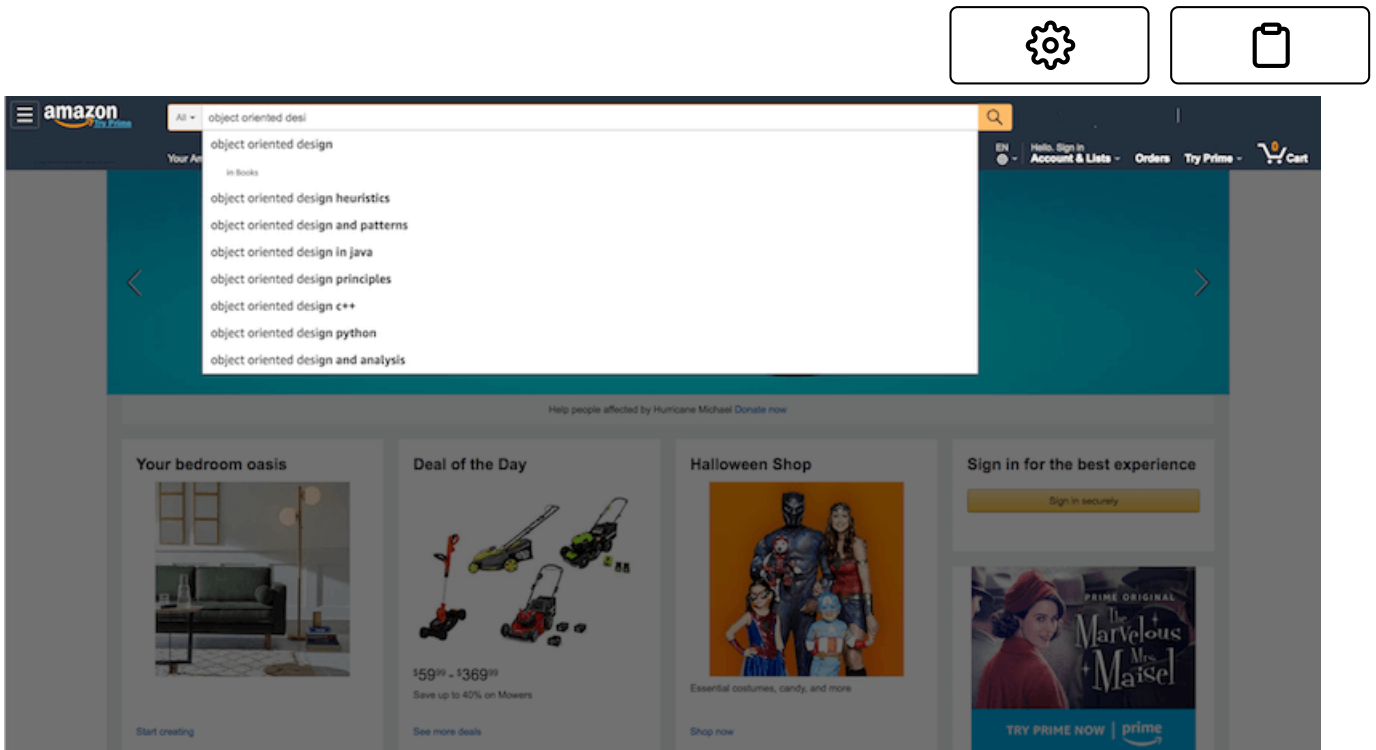 amazon
Try Prime
All
object oriented desi
EN
Hello. Sign in
Account & Lists
Orders
Try Prime
0
Cart
object oriented design
in Books
object oriented design heuristics
object oriented design and patterns
object oriented design in java
object oriented design principles
object oriented design c++
object oriented design python
object oriented design and analysis
Help people affected by Hurricane Michael Donate now
Your bedroom oasis
Start creating
Deal of the Day
$59⁹⁹ - $369⁹⁹
Save up to 40% on Mowers
See more deals
Halloween Shop
Essential costumes, candy, and more
Shop now
Sign in for the best experience
Sign in securely
PRIME ORIGINAL
The
Marvelous
Mrs.
Maisel
TRY PRIME NOW | prime